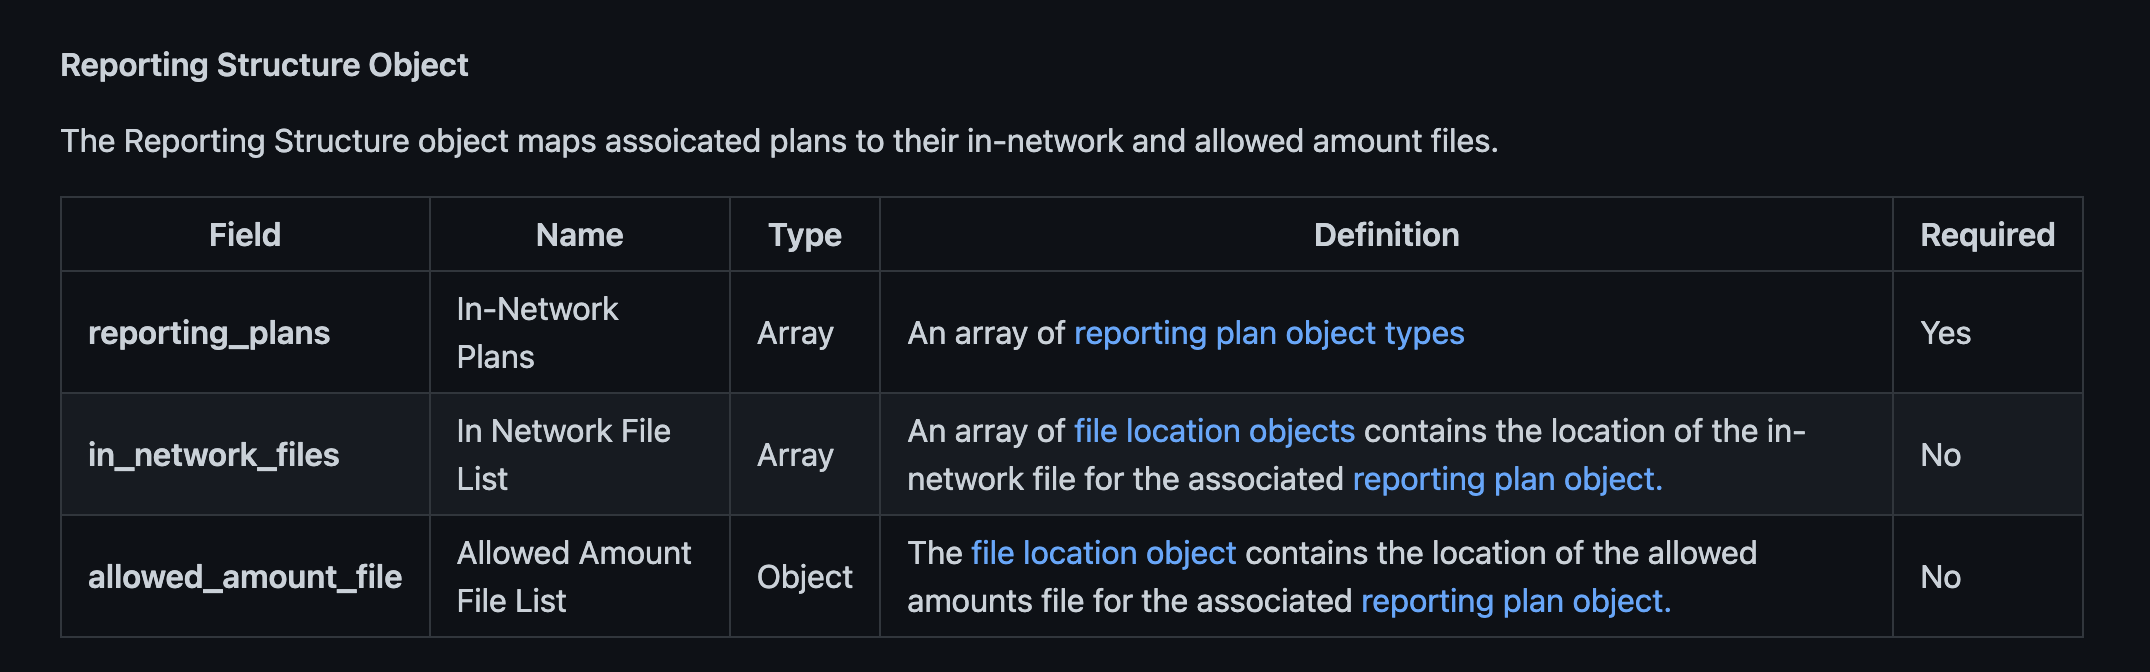 Reporting Structure Object
The Reporting Structure object maps assoicated plans to their in-network and allowed amount files.
Field Name Type Definition Required
reporting_plans In-Network Plans Array An array of reporting plan object types Yes
in_network_files In Network File List Array An array of file location objects contains the location of the in-network file for the associated reporting plan object. No
allowed_amount_file Allowed Amount File List Object The file location object contains the location of the allowed amounts file for the associated reporting plan object. No